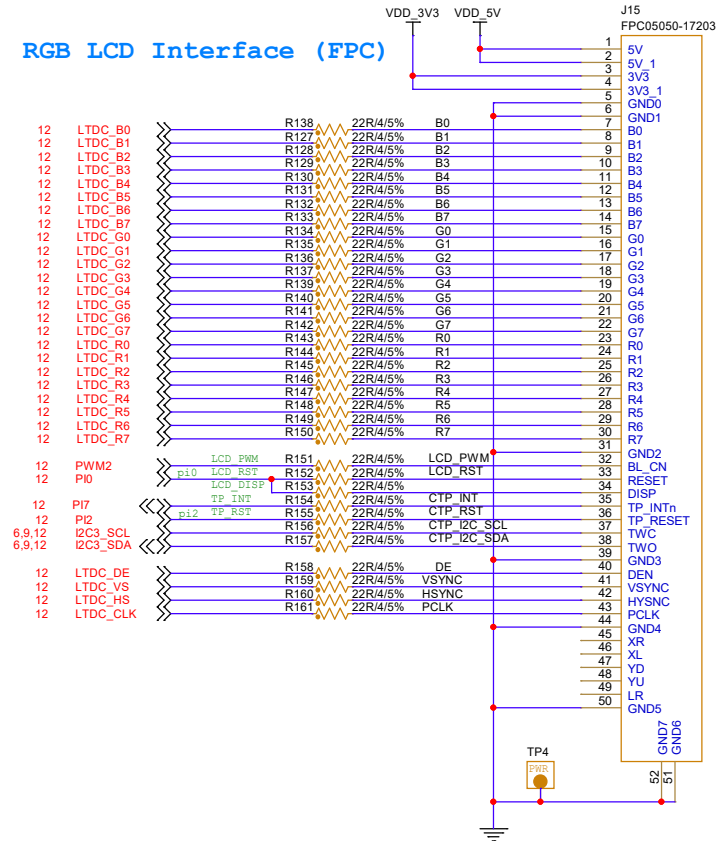 VDD_3V3 VDD_5V J15
FPC05050-17203
RGB LCD Interface (FPC)
1 5V
2 5V_1
3 3V3
4 3V3_1
5 GND0
6 GND1
12 LTDC_B0 R138 22R/4/5% B0 7 B0
12 LTDC_B1 R127 22R/4/5% B1 8 B1
12 LTDC_B2 R128 22R/4/5% B2 9 B2
12 LTDC_B3 R129 22R/4/5% B3 10 B3
12 LTDC_B4 R130 22R/4/5% B4 11 B4
12 LTDC_B5 R131 22R/4/5% B5 12 B5
12 LTDC_B6 R132 22R/4/5% B6 13 B6
12 LTDC_B7 R133 22R/4/5% B7 14 B7
12 LTDC_G0 R134 22R/4/5% G0 15 G0
12 LTDC_G1 R135 22R/4/5% G1 16 G1
12 LTDC_G2 R136 22R/4/5% G2 17 G2
12 LTDC_G3 R137 22R/4/5% G3 18 G3
12 LTDC_G4 R139 22R/4/5% G4 19 G4
12 LTDC_G5 R140 22R/4/5% G5 20 G5
12 LTDC_G6 R141 22R/4/5% G6 21 G6
12 LTDC_G7 R142 22R/4/5% G7 22 G7
12 LTDC_R0 R143 22R/4/5% R0 23 R0
12 LTDC_R1 R144 22R/4/5% R1 24 R1
12 LTDC_R2 R145 22R/4/5% R2 25 R2
12 LTDC_R3 R146 22R/4/5% R3 26 R3
12 LTDC_R4 R147 22R/4/5% R4 27 R4
12 LTDC_R5 R148 22R/4/5% R5 28 R5
12 LTDC_R6 R149 22R/4/5% R6 29 R6
12 LTDC_R7 R150 22R/4/5% R7 30 R7
31 GND2
12 PWM2 LCD_PWM R151 22R/4/5% LCD_PWM 32 BL_CN
12 PI0 pi0 LCD_RST R152 22R/4/5% LCD_RST 33 RESET
LCD_DISP R153 22R/4/5% 34 DISP
12 PI7 TP_INT R154 22R/4/5% CTP_INT 35 TP_INTn
12 PI2 pi2 TP_RST R155 22R/4/5% CTP_RST 36 TP_RESET
6,9,12 I2C3_SCL R156 22R/4/5% CTP_I2C_SCL 37 TWC
6,9,12 I2C3_SDA R157 22R/4/5% CTP_I2C_SDA 38 TWO
39 GND3
12 LTDC_DE R158 22R/4/5% DE 40 DEN
12 LTDC_VS R159 22R/4/5% VSYNC 41 VSYNC
12 LTDC_HS R160 22R/4/5% HSYNC 42 HYSNC
12 LTDC_CLK R161 22R/4/5% PCLK 43 PCLK
44 GND4
45 XR
46 XL
47 YD
48 YU
49 LR
50 GND5
GND7 GND6
52 51
TP4
PWR